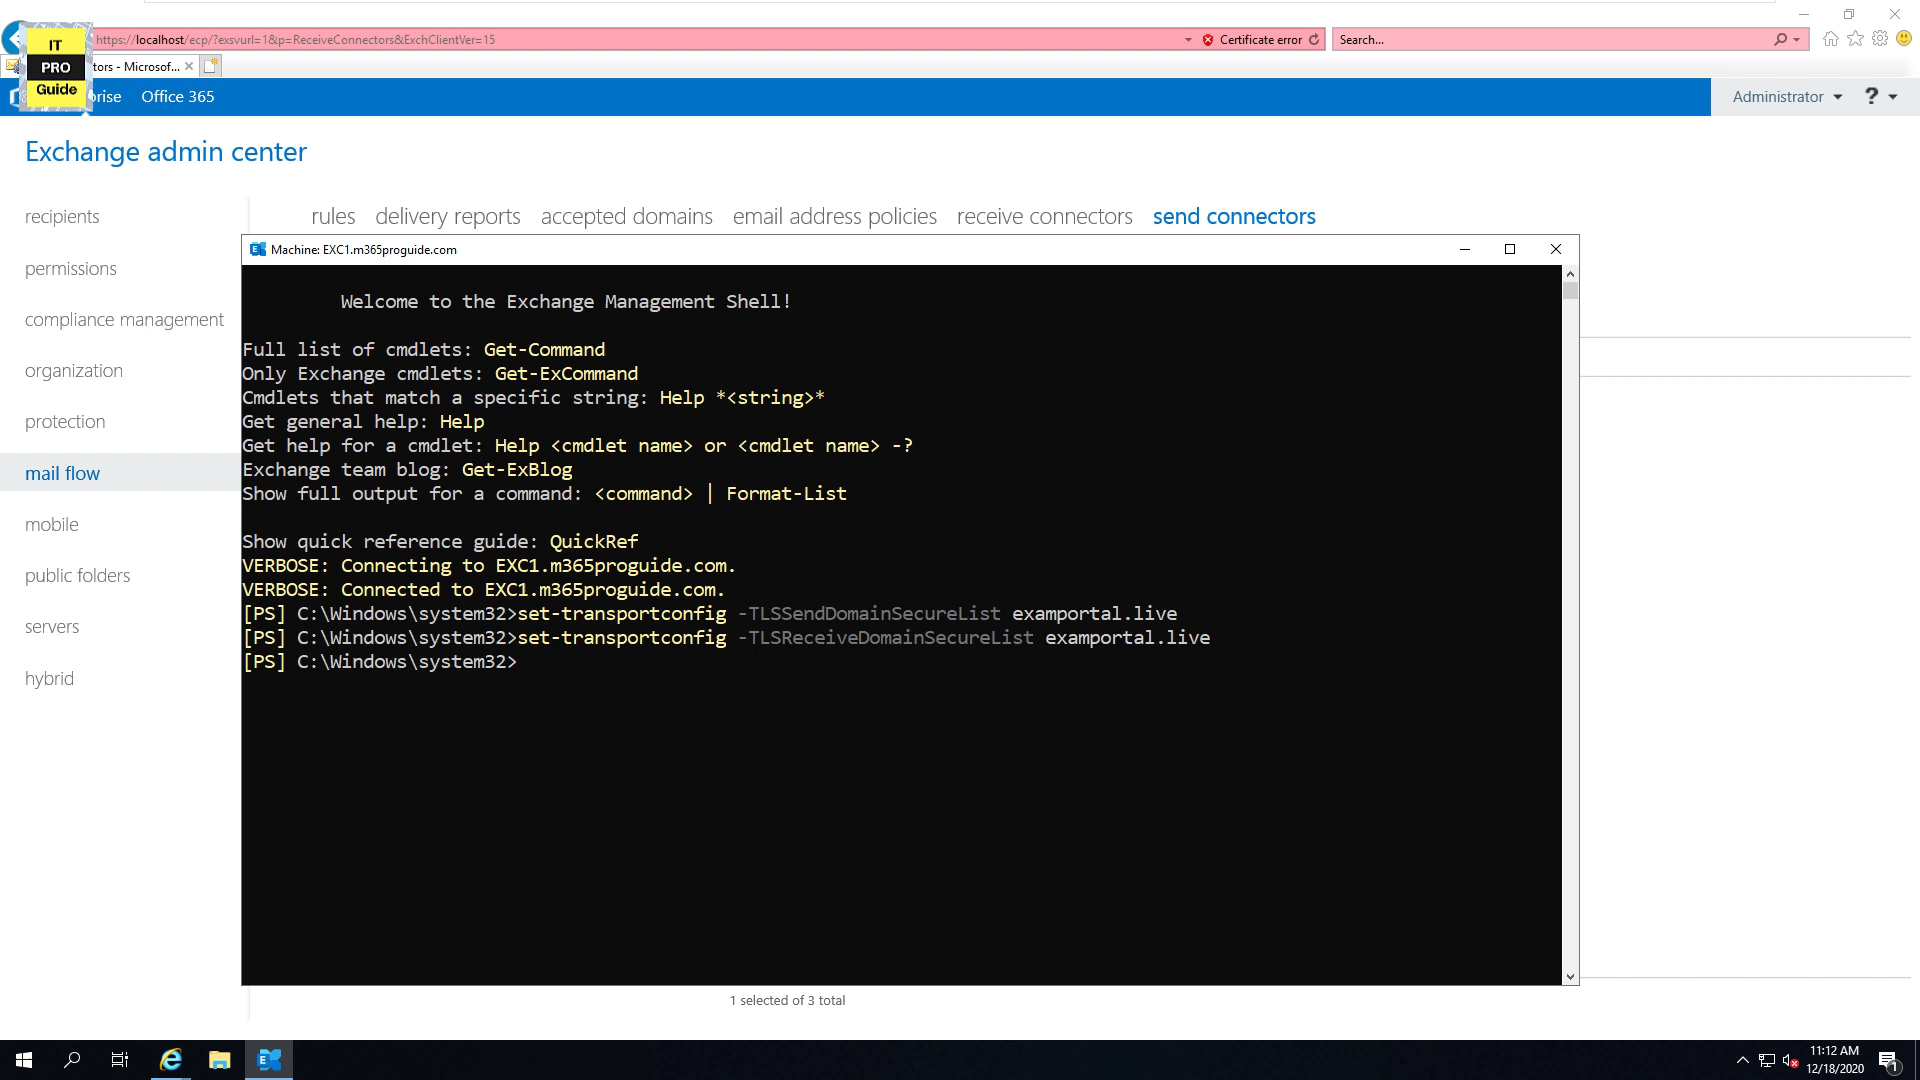 https://localhost/ecp/?exsvurl=1&p=ReceiveConnectors&ExchClientVer=15
Certificate error
Search...
IT
PRO
Guide
tors - Microsof...
rise
Office 365
Administrator
?
Exchange admin center
recipients
permissions
compliance management
organization
protection
mail flow
mobile
public folders
servers
hybrid
rules delivery reports accepted domains email address policies receive connectors send connectors
E
Machine: EXC1.m365proguide.com
Welcome to the Exchange Management Shell!
Full list of cmdlets: Get-Command
Only Exchange cmdlets: Get-ExCommand
Cmdlets that match a specific string: Help *<string>*
Get general help: Help
Get help for a cmdlet: Help <cmdlet name> or <cmdlet name> -?
Exchange team blog: Get-ExBlog
Show full output for a command: <command> | Format-List
Show quick reference guide: QuickRef
VERBOSE: Connecting to EXC1.m365proguide.com.
VERBOSE: Connected to EXC1.m365proguide.com.
[PS] C:\Windows\system32>set-transportconfig -TLSSendDomainSecureList examportal.live
[PS] C:\Windows\system32>set-transportconfig -TLSReceiveDomainSecureList examportal.live
[PS] C:\Windows\system32>
1 selected of 3 total
E
11:12 AM
12/18/2020
1